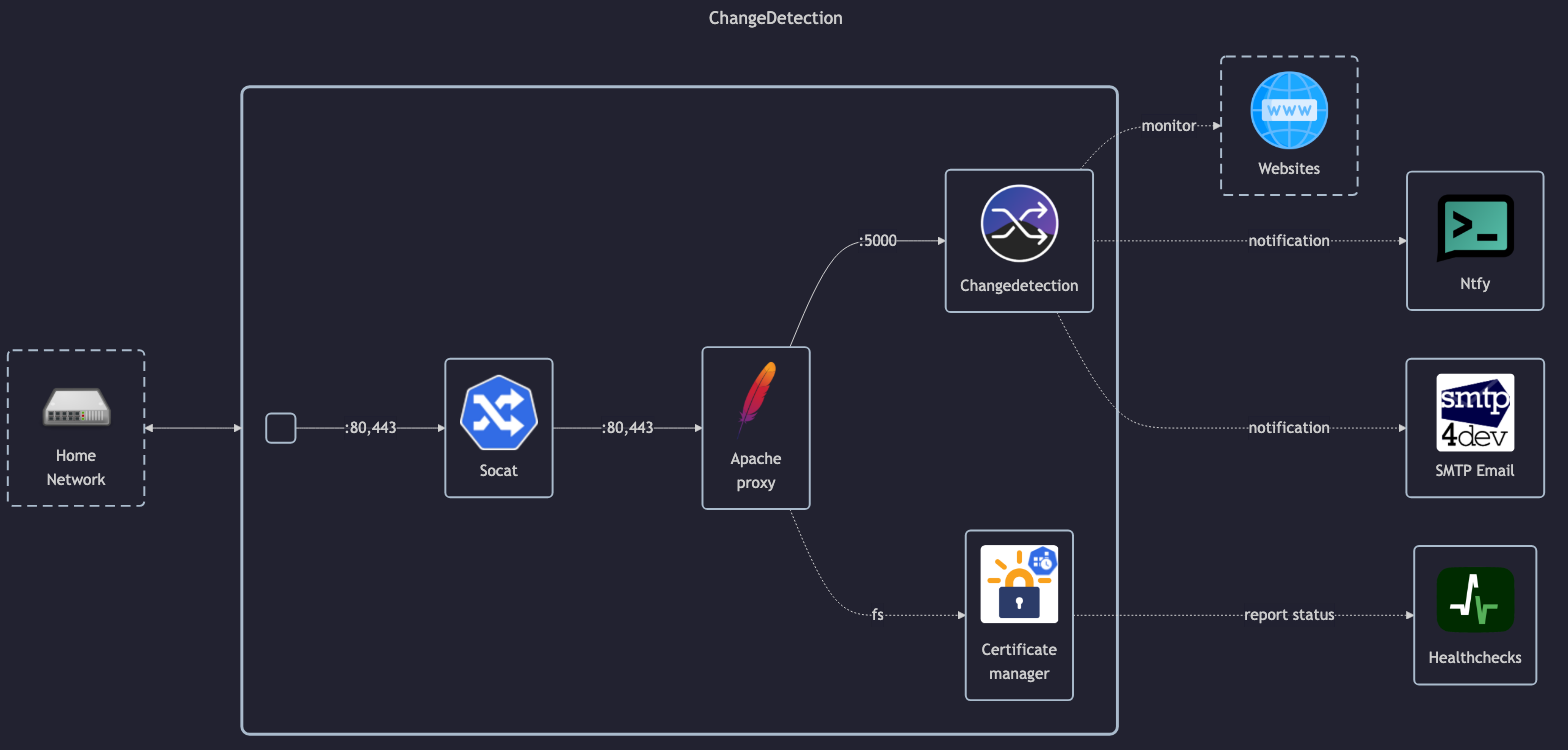 ChangeDetection
monitor
WWW
Websites
:5000
Changedetection
notification
>_
Ntfy
Home
Network
:80,443
Socat
:80,443
Apache
proxy
notification
smtp
4dev
SMTP Email
fs
Certificate
manager
report status
Healthchecks